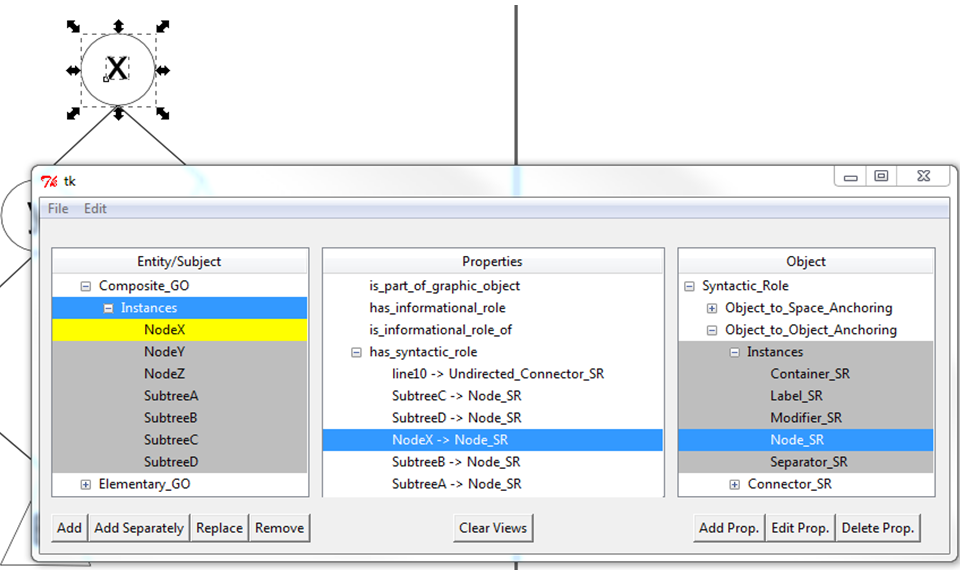 X
Tk tk
File Edit
Entity/Subject
Composite_GO
Instances
NodeX
NodeY
NodeZ
SubtreeA
SubtreeB
SubtreeC
SubtreeD
Elementary_GO
Add Add Separately Replace Remove
Properties
is_part_of_graphic_object
has_informational_role
is_informational_role_of
has_syntactic_role
line10 -> Undirected_Connector_SR
SubtreeC -> Node_SR
SubtreeD -> Node_SR
NodeX -> Node_SR
SubtreeB -> Node_SR
SubtreeA -> Node_SR
Clear Views
Object
Syntactic_Role
Object_to_Space_Anchoring
Object_to_Object_Anchoring
Instances
Container_SR
Label_SR
Modifier_SR
Node_SR
Separator_SR
Connector_SR
Add Prop. Edit Prop. Delete Prop.